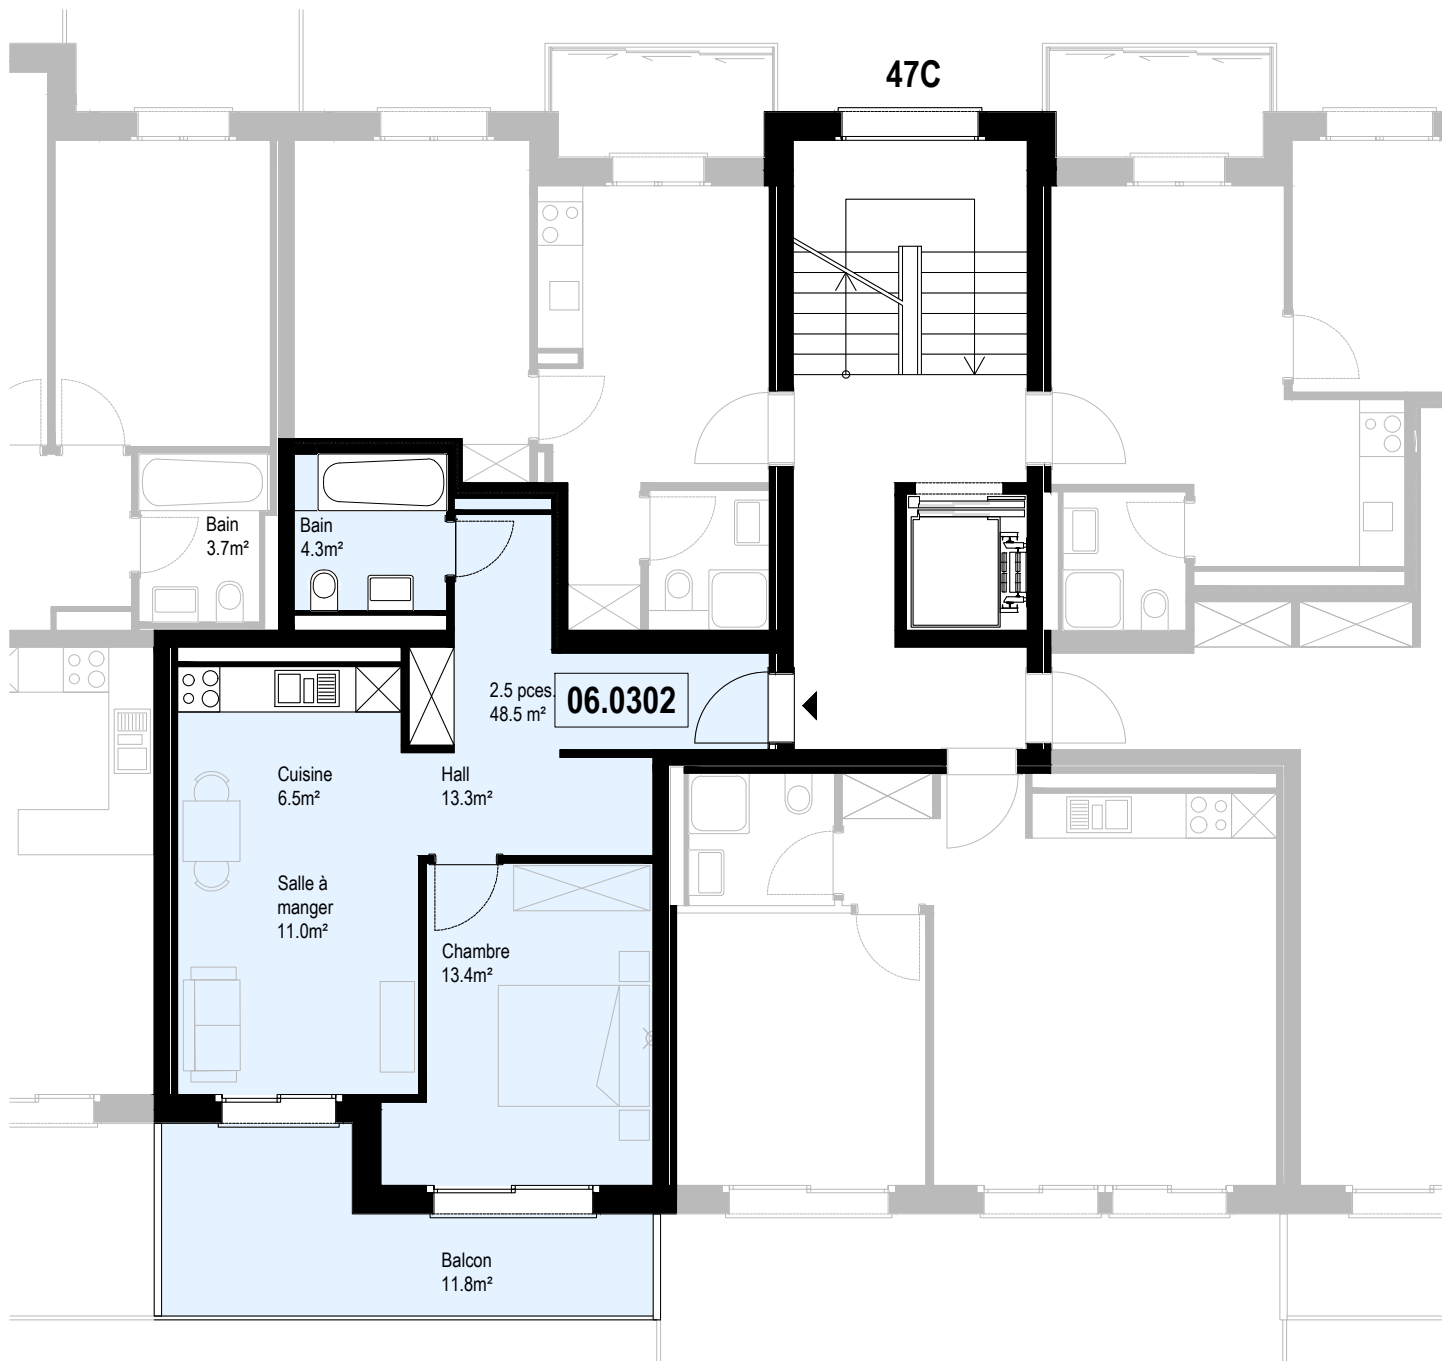 47C
Bain
3.7m²
Bain
4.3m²
2.5 pces.
48.5 m²
06.0302
Cuisine
6.5m²
Hall
13.3m²
Salle à
manger
11.0m²
Chambre
13.4m²
Balcon
11.8m²